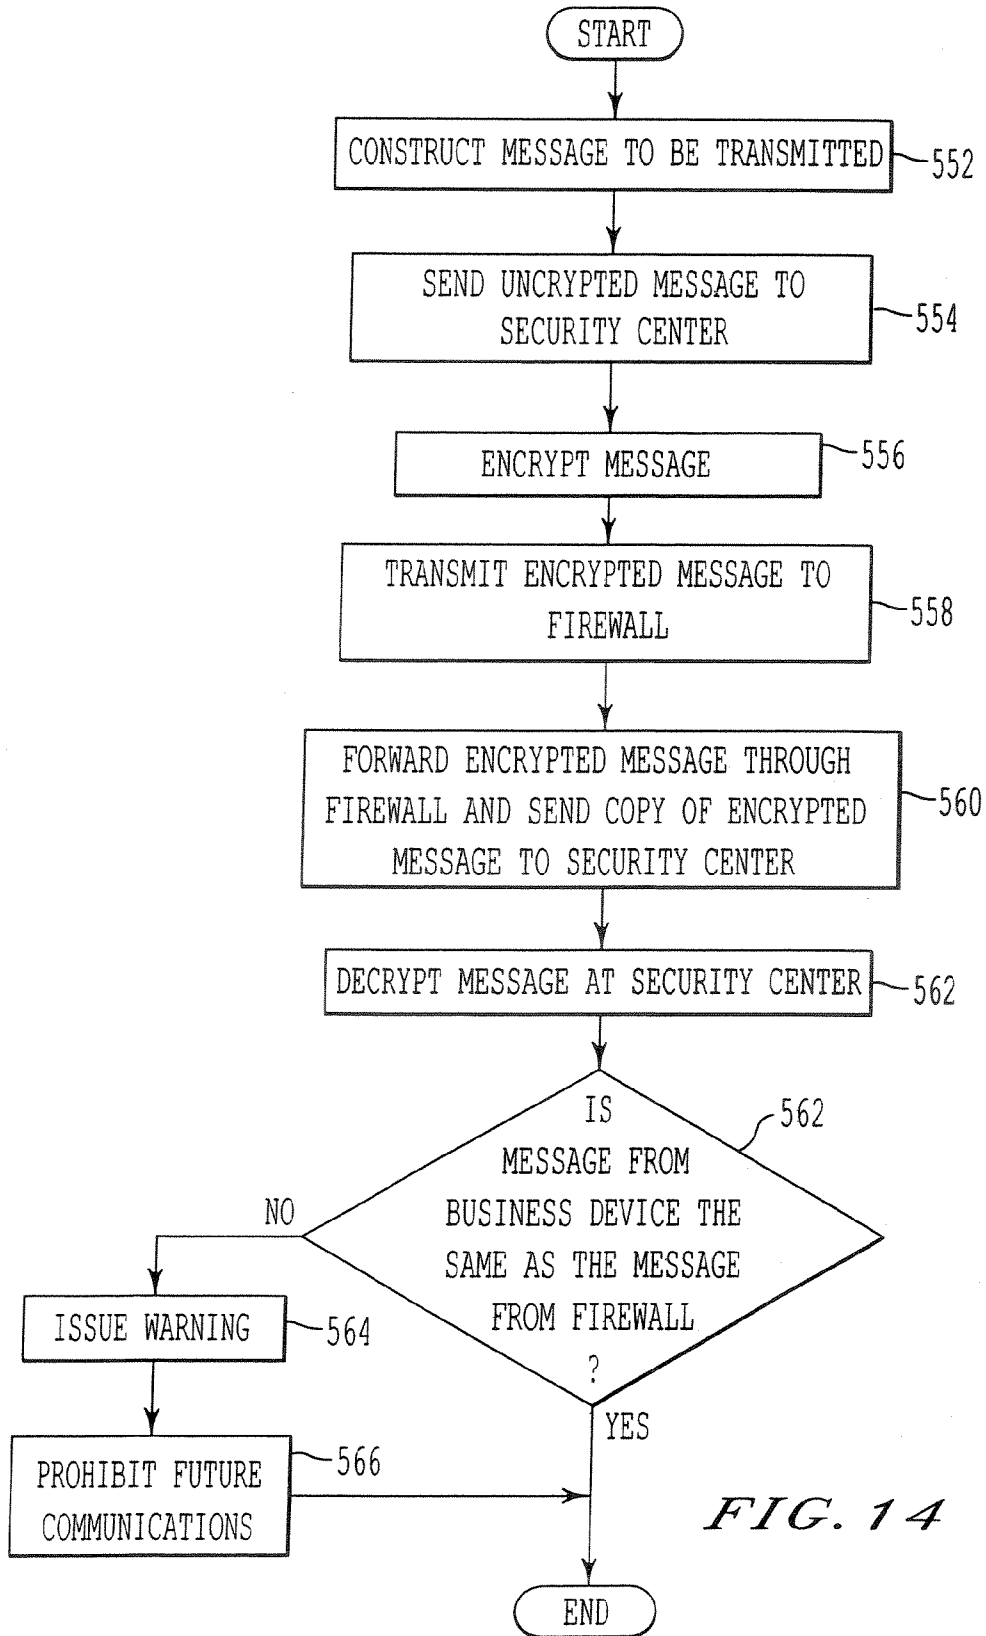 START
CONSTRUCT MESSAGE TO BE TRANSMITTED
552
SEND UNCRYPTED MESSAGE TO
SECURITY CENTER
554
ENCRYPT MESSAGE
556
TRANSMIT ENCRYPTED MESSAGE TO
FIREWALL
558
FORWARD ENCRYPTED MESSAGE THROUGH
FIREWALL AND SEND COPY OF ENCRYPTED
MESSAGE TO SECURITY CENTER
560
DECRYPT MESSAGE AT SECURITY CENTER
562
IS
MESSAGE FROM
BUSINESS DEVICE THE
SAME AS THE MESSAGE
FROM FIREWALL
?
562
NO
ISSUE WARNING
564
PROHIBIT FUTURE
COMMUNICATIONS
566
YES
END
FIG. 14